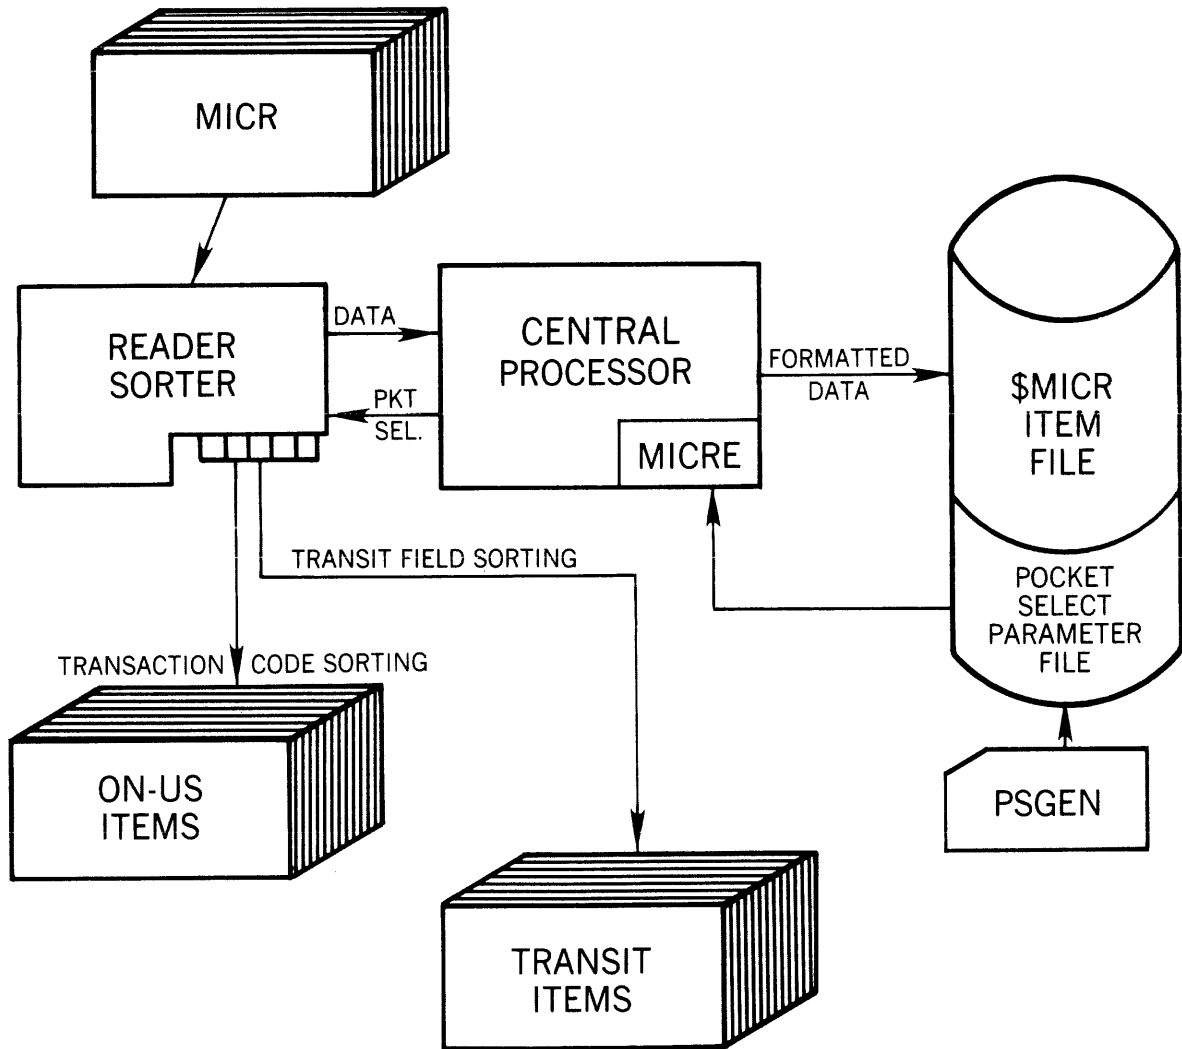 MICR
READER
SORTER
DATA
PKT
SEL.
CENTRAL
PROCESSOR
MICRE
FORMATTED
DATA
$MICR
ITEM
FILE
POCKET
SELECT
PARAMETER
FILE
PSGEN
TRANSIT FIELD SORTING
TRANSACTION CODE SORTING
ON-US
ITEMS
TRANSIT
ITEMS